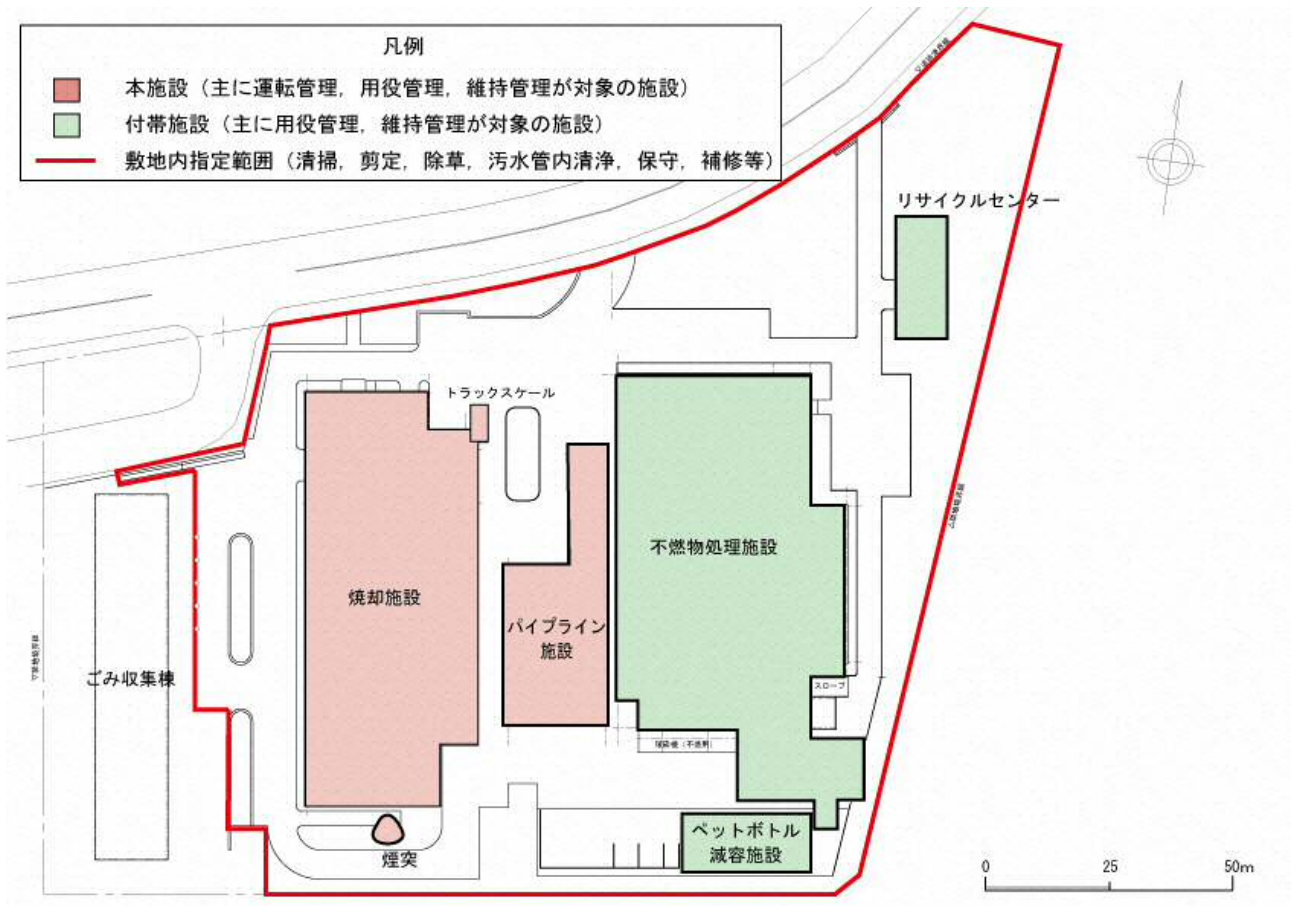 凡例
本施設（主に運転管理，用役管理，維持管理が対象の施設）
付帯施設（主に用役管理，維持管理が対象の施設）
敷地内指定範囲（清掃，剪定，除草，汚水管内清浄，保守，補修等）
リサイクルセンター
トラックスケール
不燃物処理施設
焼却施設
パイプライン
施設
ごみ収集棟
スロープ
ペットボトル
減容施設
煙突
0
25
50m